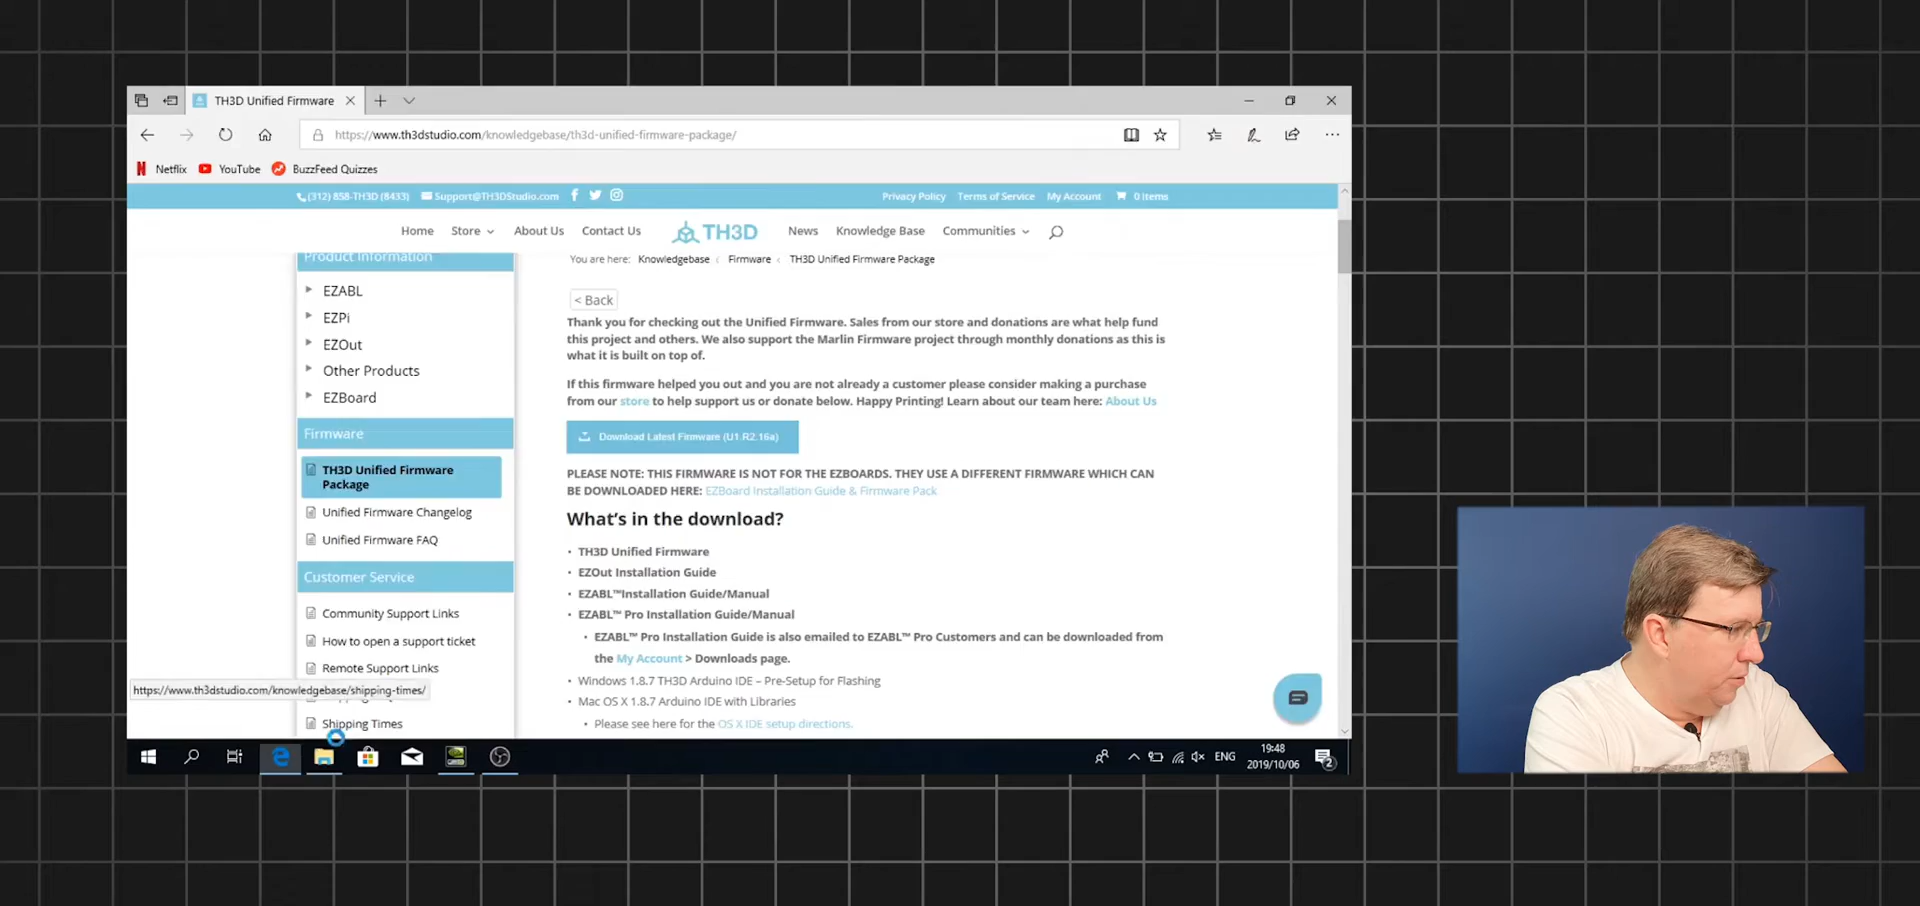 TH3D Unified Firmware
https://www.th3dstudio.com/knowledgebase/th3d-unified-firmware-package/
Netflix YouTube BuzzFeed Quizzes
(312) 858-TH3D (8433) Support@TH3DStudio.com Privacy Policy Terms of Service My Account 0 Items
Home Store About Us Contact Us TH3D News Knowledge Base Communities
Product Information
EZABL
EZPi
EZOut
Other Products
EZBoard
Firmware
TH3D Unified Firmware
Package
Unified Firmware Changelog
Unified Firmware FAQ
Customer Service
Community Support Links
How to open a support ticket
Remote Support Links
Shipping Times
You are here: Knowledgebase Firmware TH3D Unified Firmware Package
< Back
Thank you for checking out the Unified Firmware. Sales from our store and donations are what help fund
this project and others. We also support the Marlin Firmware project through monthly donations as this is
what it is built on top of.
If this firmware helped you out and you are not already a customer please consider making a purchase
from our store to help support us or donate below. Happy Printing! Learn about our team here: About Us
Download Latest Firmware (U1.R2.16a)
PLEASE NOTE: THIS FIRMWARE IS NOT FOR THE EZBOARDS. THEY USE A DIFFERENT FIRMWARE WHICH CAN
BE DOWNLOADED HERE: EZBoard Installation Guide & Firmware Pack
What's in the download?
• TH3D Unified Firmware
• EZOut Installation Guide
• EZABL™Installation Guide/Manual
• EZABL™ Pro Installation Guide/Manual
• EZABL™ Pro Installation Guide is also emailed to EZABL™ Pro Customers and can be downloaded from
the My Account > Downloads page.
• Windows 1.8.7 TH3D Arduino IDE – Pre-Setup for Flashing
• Mac OS X 1.8.7 Arduino IDE with Libraries
• Please see here for the OS X IDE setup directions.
https://www.th3dstudio.com/knowledgebase/shipping-times/
ENG
19:48
2019/10/06
2